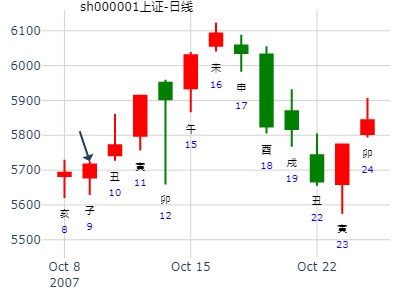 sh000001上证-日线
6100
6000
5900
5800
5700
5600
5500
亥
8
子
9
丑
10
寅
11
卯
12
午
15
未
16
申
17
酉
18
戌
19
丑
22
寅
23
卯
24
Oct 8
2007
Oct 15
Oct 22